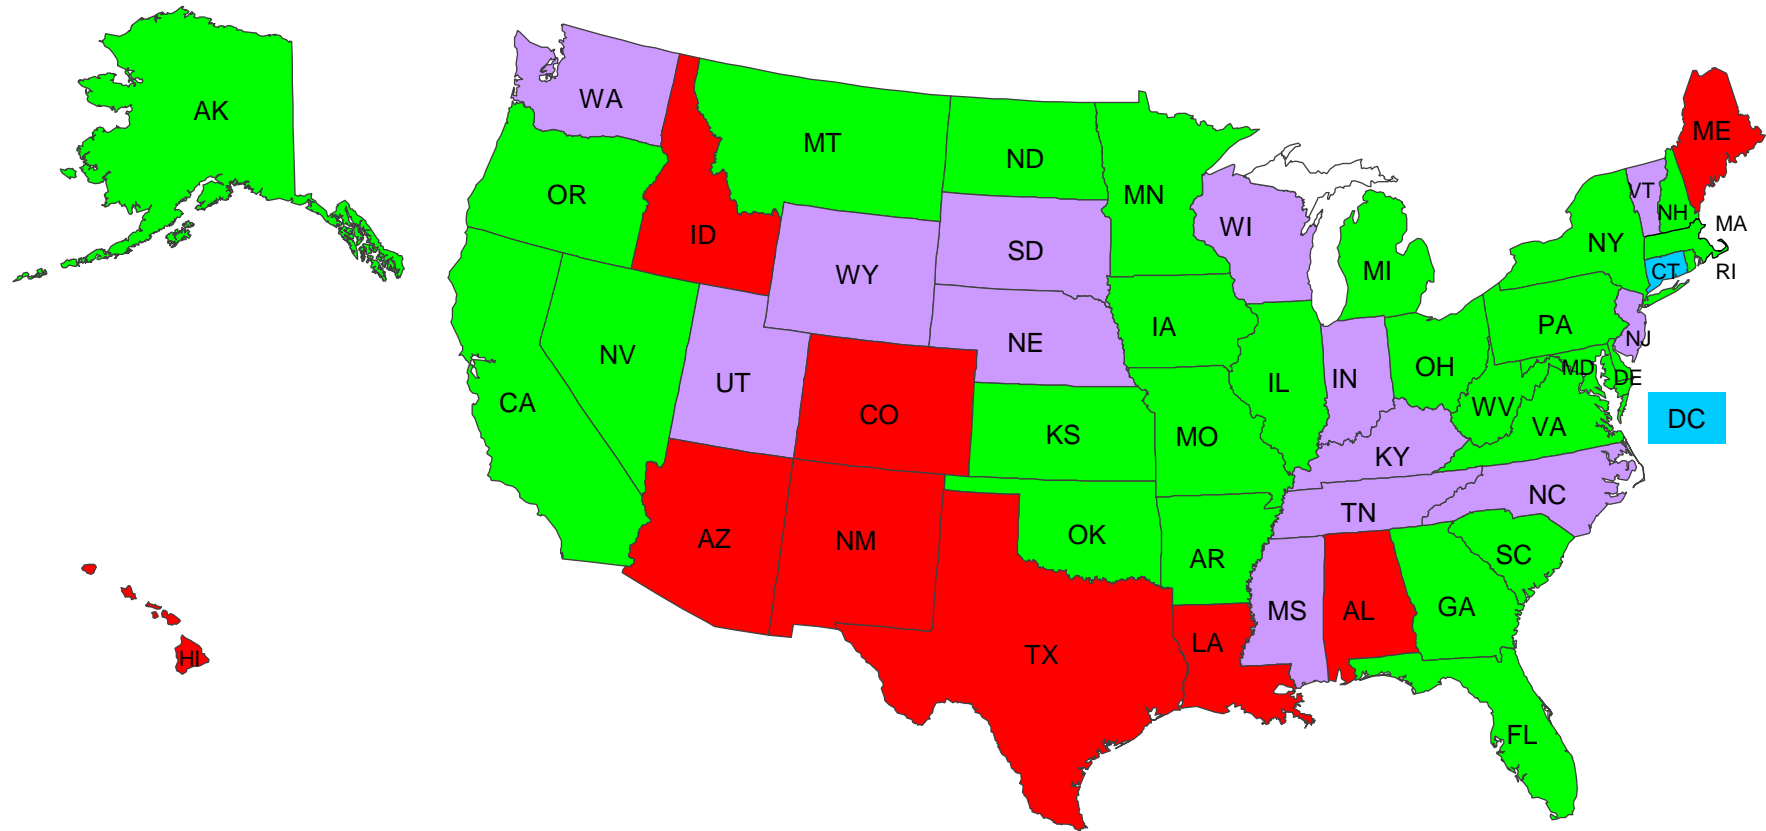 AK
WA
MT
ND
MN
ME
OR
ID
WY
SD
WI
MI
VT
NH
MA
NY
CT
RI
NV
UT
CO
NE
IA
IL
IN
OH
PA
NJ
CA
KS
MO
KY
WV
VA
MD
DE
DC
AZ
NM
OK
AR
TN
NC
SC
TX
LA
MS
AL
GA
FL
HI